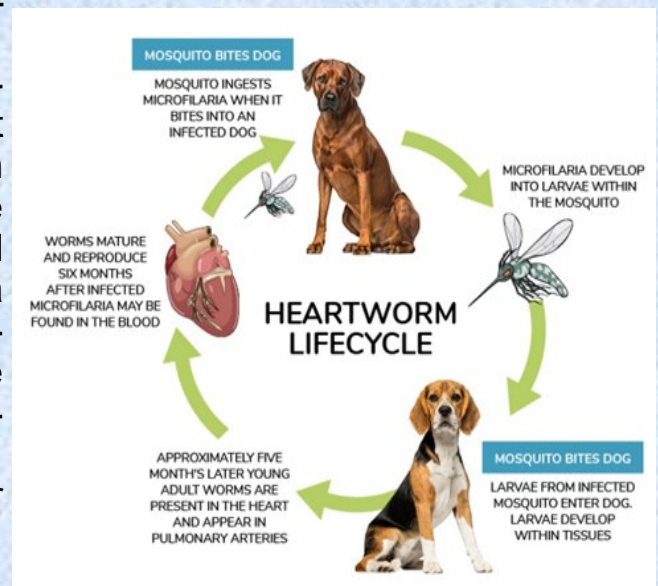 MOSQUITO BITES DOG
MOSQUITO INGESTS
MICROFILARIA WHEN IT
BITES INTO AN
INFECTED DOG
MICROFILARIA DEVELOP
INTO LARVAE WITHIN
THE MOSQUITO
HEARTWORM
LIFECYCLE
MOSQUITO BITES DOG
LARVAE FROM INFECTED
MOSQUITO ENTER DOG.
LARVAE DEVELOP
WITHIN TISSUES
APPROXIMATELY FIVE
MONTH'S LATER YOUNG
ADULT WORMS ARE
PRESENT IN THE HEART
AND APPEAR IN
PULMONARY ARTERIES
WORMS MATURE
AND REPRODUCE
SIX MONTHS
AFTER INFECTED
MICROFILARIA MAY BE
FOUND IN THE BLOOD